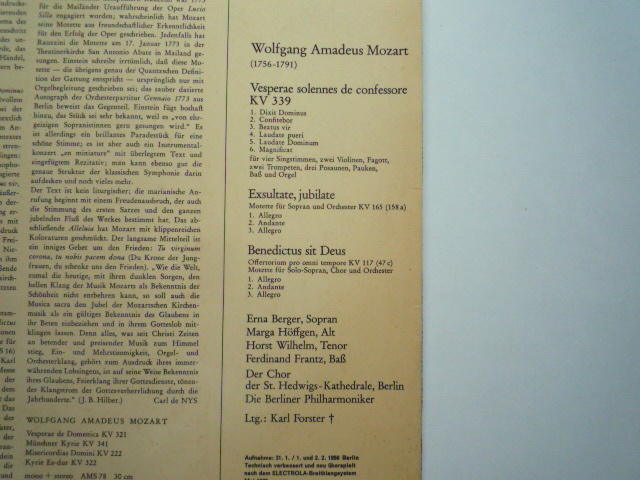 für die Mailänder Uraufführung der Oper Lucio
Silla engagiert worden; wahrscheinlich hat Mozart
seine Motette aus freundschaftlicher Erkenntlichkeit
für den Erfolg der Oper geschrieben. Jedenfalls hat
Rauzzini die Motette am 17. Januar 1773 in der
Theatinerkirche San Antonio Abate in Mailand ge-
sungen. Einstein schreibt irrtümlich, daß diese Mo-
tette — die übrigens genau der Quantzschen Defini-
tion der Gattung entspricht — ursprünglich nur mit
Orgelbegleitung geschrieben sei; das sauber datierte
Autograph der Orchesterpartitur Gennaio 1773 aus
Berlin beweist das Gegenteil. Einstein fügt boshaft
hinzu, das Stück sei sehr bekannt, weil es „von ehr-
geizigen Sopranistinnen gern gesungen wird." Es
ist allerdings ein brillantes Paradestück für eine
schöne Stimme; es ist aber auch ein Instrumental-
konzert „en miniature" mit überlegtem Text und
eingefügtem Rezitativ; man kann ebenso gut die
genaue Struktur der klassischen Symphonie darin
aufdecken und noch vieles mehr.
Der Text ist kein liturgischer; die marianische An-
rufung beginnt mit einem Freudenausbruch, der auch
die Stimmung des ersten Satzes und den ganzen
jubelnden Fluß des Werkes bestimmt hat. Das ab-
schließende Alleluia hat Mozart mit klippenreichen
Koloraturen geschmückt. Der langsame Mittelteil ist
ein inniges Gebet um den Frieden: Tu virginum
corona, tu nobis pacem dona (Du Krone der Jung-
frauen, du schenke uns den Frieden). „Wie die Welt,
zumal die heutige, mit ihren dunklen Sorgen, den
hellen Klang der Musik Mozarts als Bekenntnis der
Schönheit nicht entbehren kann, so soll auch die
Musica sacra den Jubel der Mozartschen Kirchen-
musik als ein gültiges Bekenntnis des Glaubens in
ihr Beten einbeziehen und in ihrem Gotteslob mit-
klingen lassen. Denn alles, was seit Christi Zeiten
an betender und preisender Musik zum Himmel
stieg, Ein- und Mehrstimmigkeit, Orgel- und
Orchesterklang, gehört zum Ausdruck ihres immer-
währenden Lobsingens, ist auf seine Weise Bekenntnis
ihres Glaubens, Feierklang ihrer Gottesdienste, tönen-
der Klangstrom der Gottesverherrlichung durch die
Jahrhunderte." (J. B. Hilber.) Carl de NYS
WOLFGANG AMADEUS MOZART
Vesperae de Domenica KV 321
Münchner Kyrie KV 341
Misericordias Domini KV 222
Kyrie Es-dur KV 322
mono + stereo AMS 78 30 cm
Wolfgang Amadeus Mozart
(1756-1791)
Vesperae solennes de confessore
KV 339
1. Dixit Dominus
2. Confitebor
3. Beatus vir
4. Laudate pueri
5. Laudate Dominum
6. Magnificat
für vier Singstimmen, zwei Violinen, Fagott,
zwei Trompeten, drei Posaunen, Pauken,
Baß und Orgel
Exsultate, jubilate
Motette für Sopran und Orchester KV 165 (158 a)
1. Allegro
2. Andante
3. Allegro
Benedictus sit Deus
Offertorium pro omni tempore KV 117 (47 c)
Motette für Solo-Sopran, Chor und Orchester
1. Allegro
2. Andante
3. Allegro
Erna Berger, Sopran
Marga Höffgen, Alt
Horst Wilhelm, Tenor
Ferdinand Frantz, Baß
Der Chor
der St. Hedwigs-Kathedrale, Berlin
Die Berliner Philharmoniker
Ltg.: Karl Forster †
Aufnahme: 31. 1. / 1. und 2. 2. 1956 Berlin
Technisch verbessert und neu überspielt
nach dem ELECTROLA-Breitklangsystem